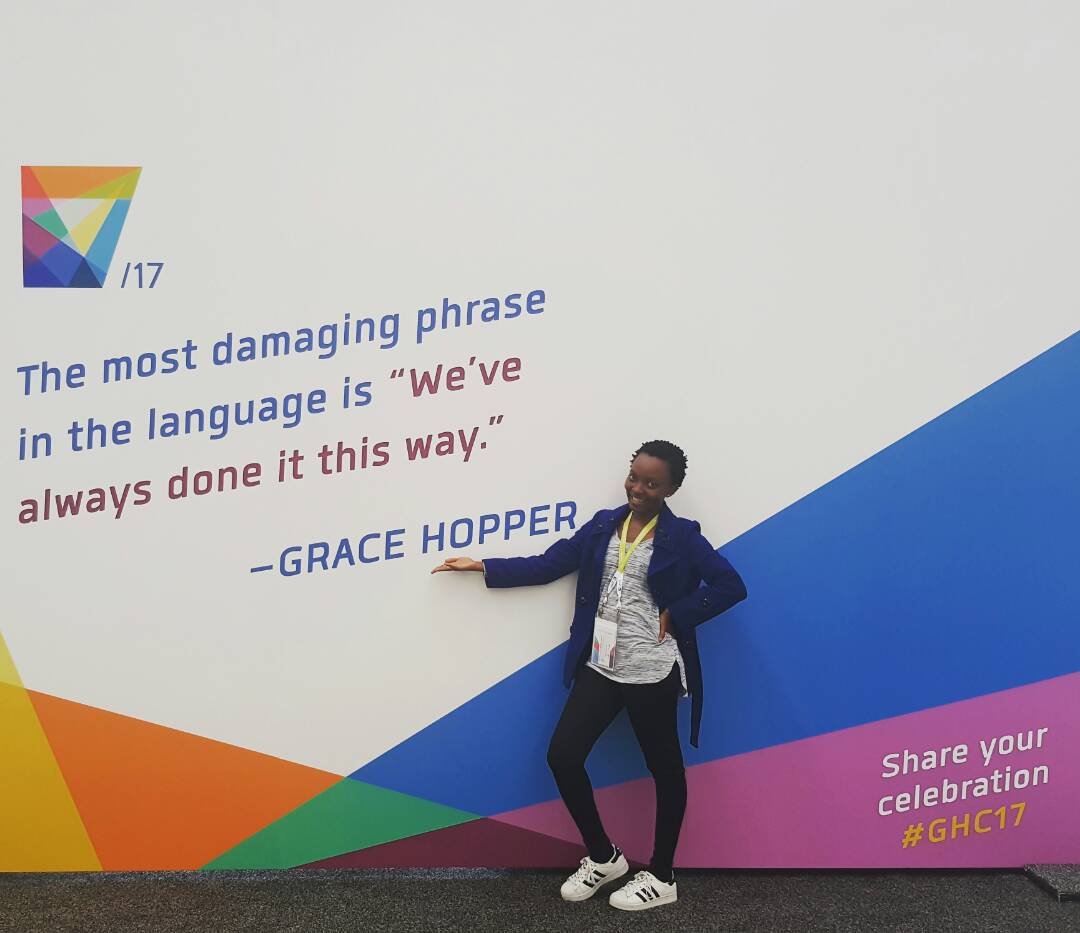 /17
The most damaging phrase
in the language is “We’ve
always done it this way.”
–GRACE HOPPER
Share your
celebration
#GHC17